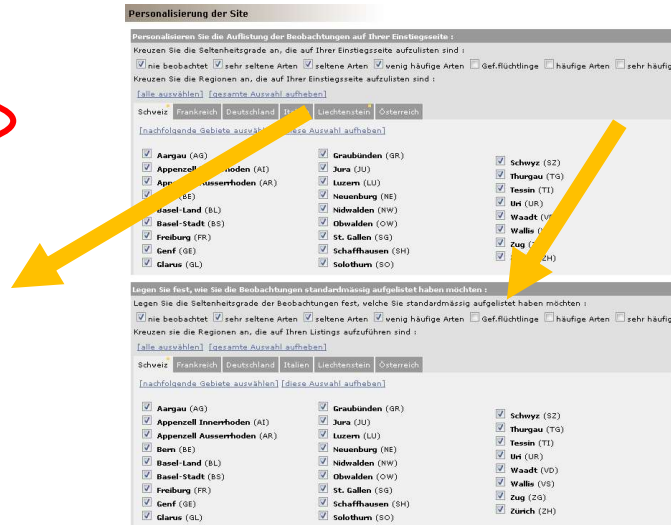 Personalisierung der Site
Personalisieren Sie die Auflistung der Beobachtungen auf Ihrer Einstiegsseite :
Kreuzen Sie die Seltenheitsgrade an, die auf Ihrer Einstiegsseite aufzulisten sind :
nie beobachtet sehr seltene Arten seltene Arten wenig häufige Arten Gef.flüchtlinge häufige Arten sehr häufig
Kreuzen Sie die Regionen an, die auf Ihrer Einstiegsseite aufzulisten sind :
[alle auswählen] [gesamte Auswahl aufheben]
Schweiz Frankreich Deutschland Liechtenstein Österreich
[nachfolgende Gebiete Auswahl aufheben]
Aargau (AG) Graubünden (GR) Schwyz (SZ)
Appenzell (AI) Jura (JU) Thurgau (TG)
Appenzell Ausserrhoden (AR) Luzern (LU) Tessin (TI)
(BE) Neuenburg (NE) Uri (UR)
Basel-Land (BL) Nidwalden (NW) Waadt
Basel-Stadt (BS) Obwalden (OW) Wallis
Freiburg (FR) St. Gallen (SG) Zug
Genf (GE) Schaffhausen (SH) (ZH)
Glarus (GL) Solothurn (SO)
Legen Sie fest, wie Sie die Beobachtungen standardmässig aufgelistet haben möchten :
Legen Sie die Seltenheitsgrade der Beobachtungen fest, welche Sie standardmässig aufgelistet haben möchten :
nie beobachtet sehr seltene Arten seltene Arten wenig häufige Arten Gef.flüchtlinge häufige Arten sehr häufig
Kreuzen sie die Regionen an, die auf Ihren Listings aufzuführen sind :
[alle auswählen] [gesamte Auswahl aufheben]
Schweiz Frankreich Deutschland Italien Liechtenstein Österreich
[nachfolgende Gebiete auswählen] [diese Auswahl aufheben]
Aargau (AG) Graubünden (GR) Schwyz (SZ)
Appenzell Innerrhoden (AI) Jura (JU) Thurgau (TG)
Appenzell Ausserrhoden (AR) Luzern (LU) Tessin (TI)
Bern (BE) Neuenburg (NE) Uri (UR)
Basel-Land (BL) Nidwalden (NW) Waadt (VD)
Basel-Stadt (BS) Obwalden (OW) Wallis (VS)
Freiburg (FR) St. Gallen (SG) Zug (ZG)
Genf (GE) Schaffhausen (SH) Zürich (ZH)
Glarus (GL) Solothurn (SO)